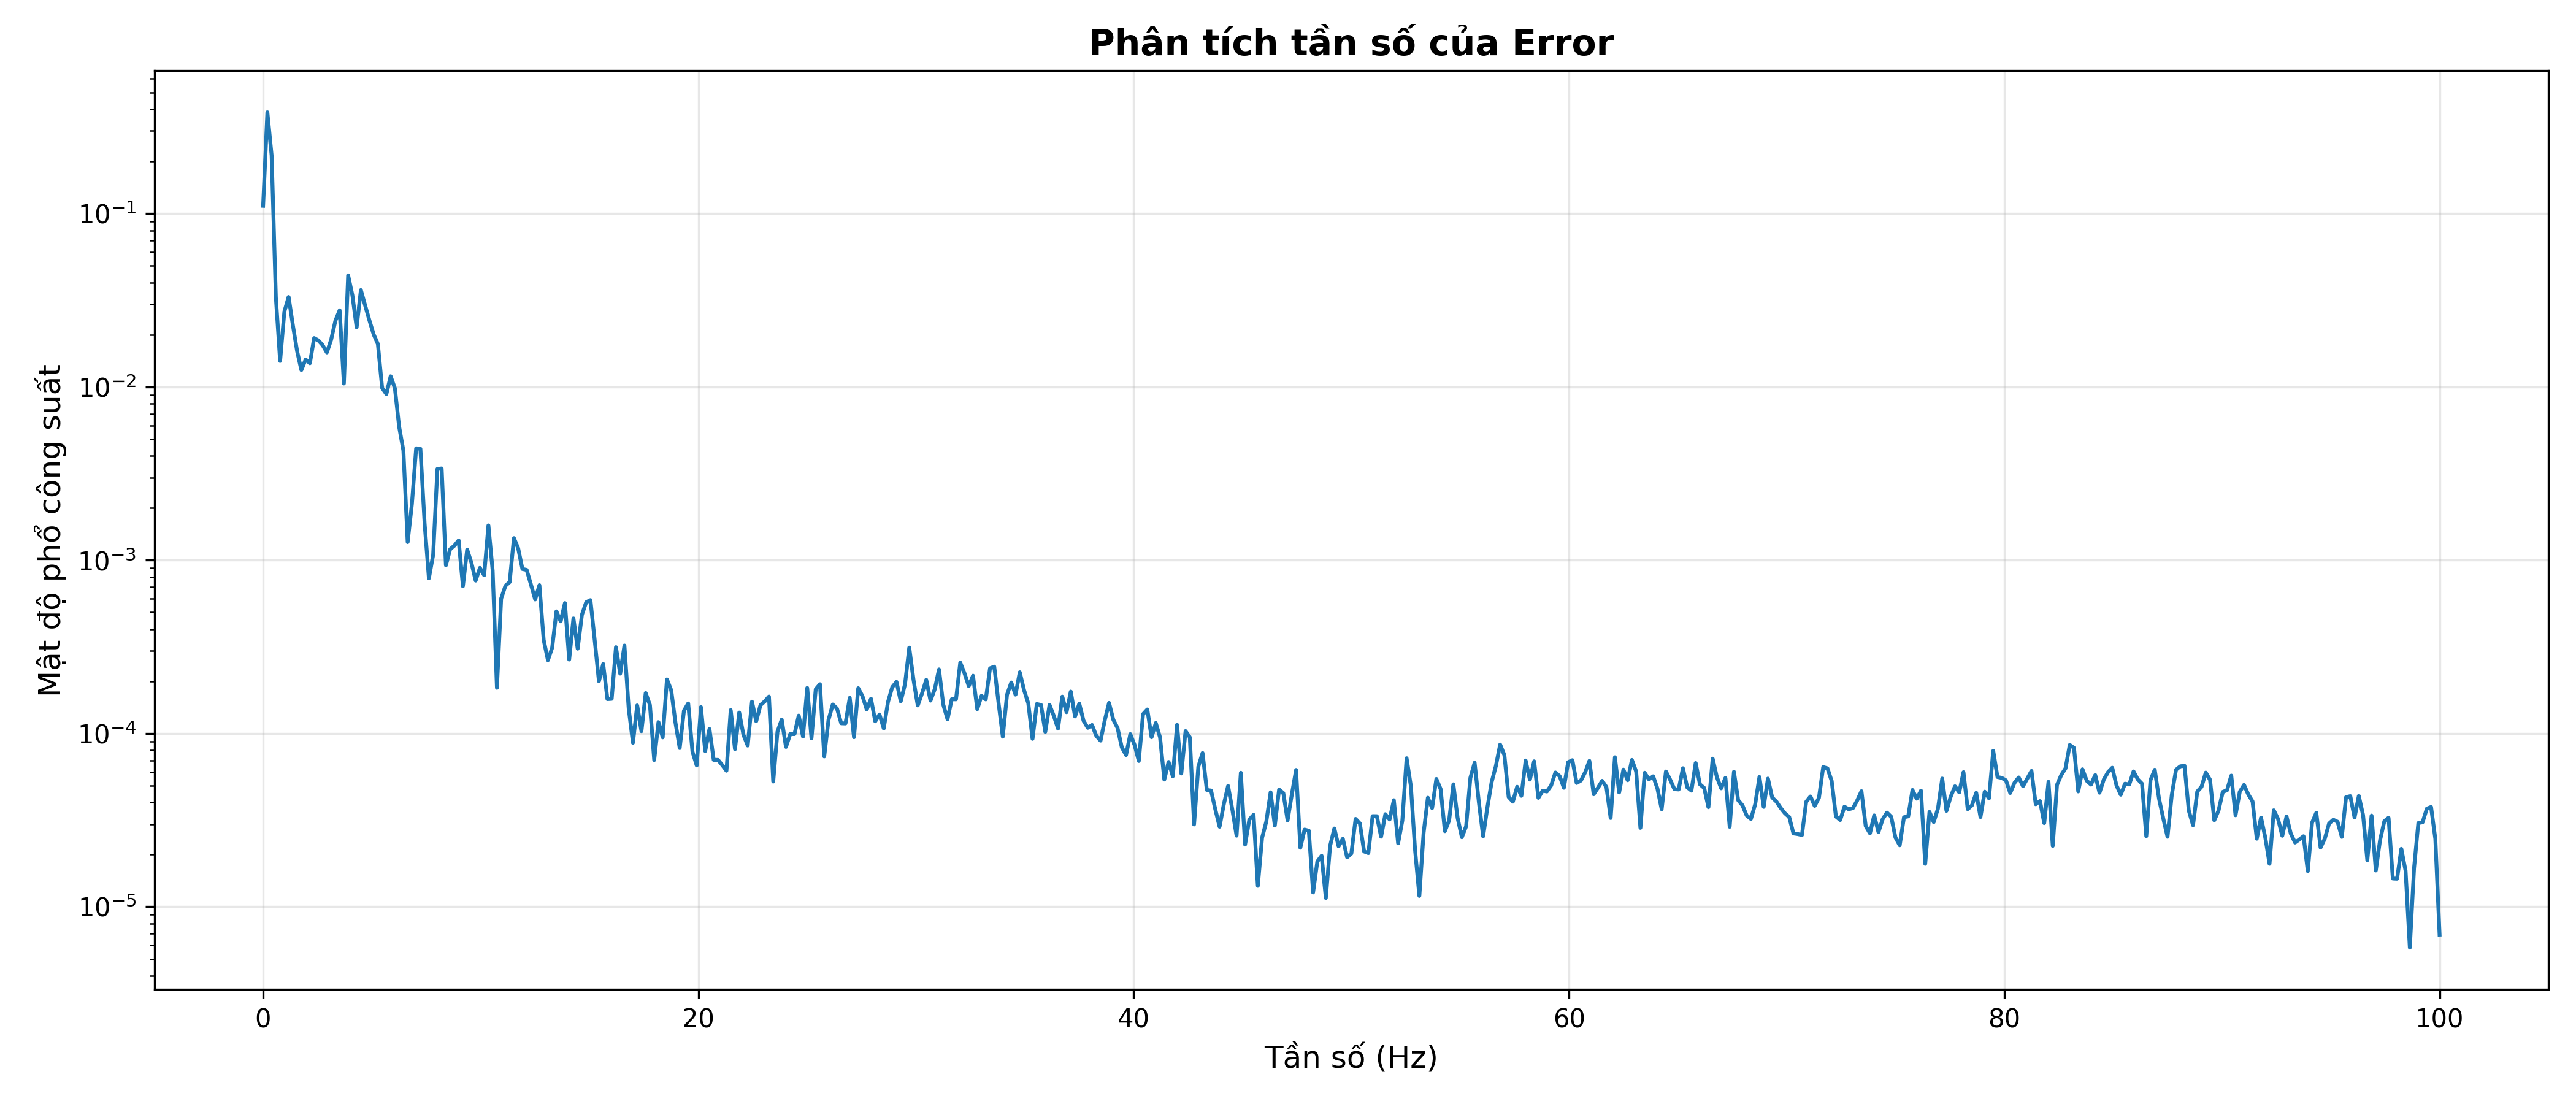 Phân tích tần số của Error
Mật độ phổ công suất
10⁻¹
10⁻²
10⁻³
10⁻⁴
10⁻⁵
0 20 40 60 80 100
Tần số (Hz)